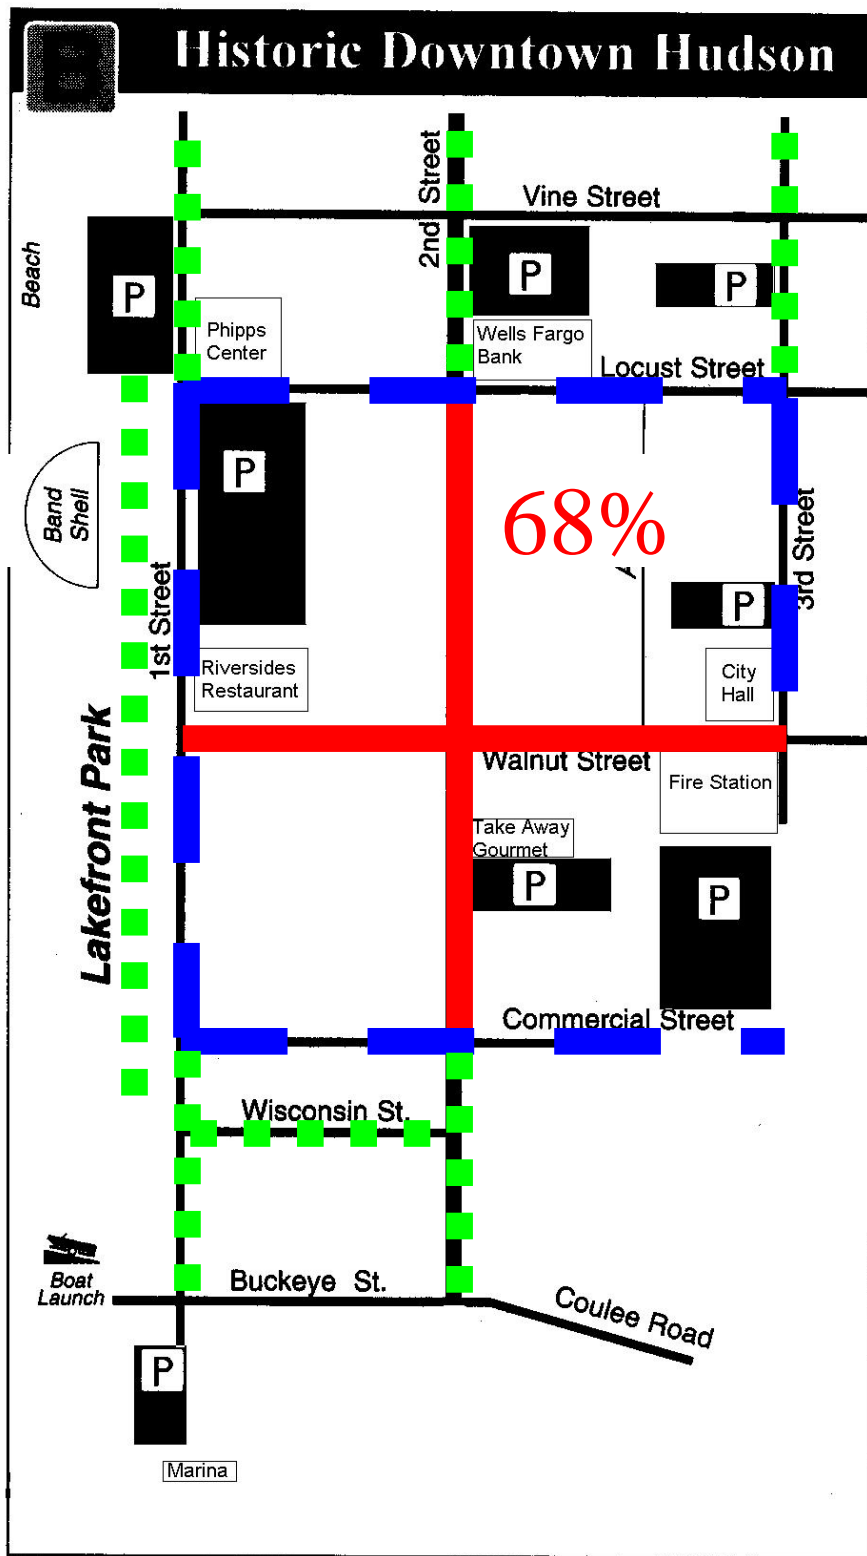 B
Historic Downtown Hudson
2nd Street
Vine Street
Beach
P
P
P
Phipps
Center
Wells Fargo
Bank
Locust Street
P
68%
Band
Shell
3rd Street
1st Street
P
Riversides
Restaurant
City
Hall
Lakefront Park
Walnut Street
Fire Station
Take Away
Gourmet
P
P
Commercial Street
Wisconsin St.
Boat
Launch
Buckeye St.
Coulee Road
P
Marina